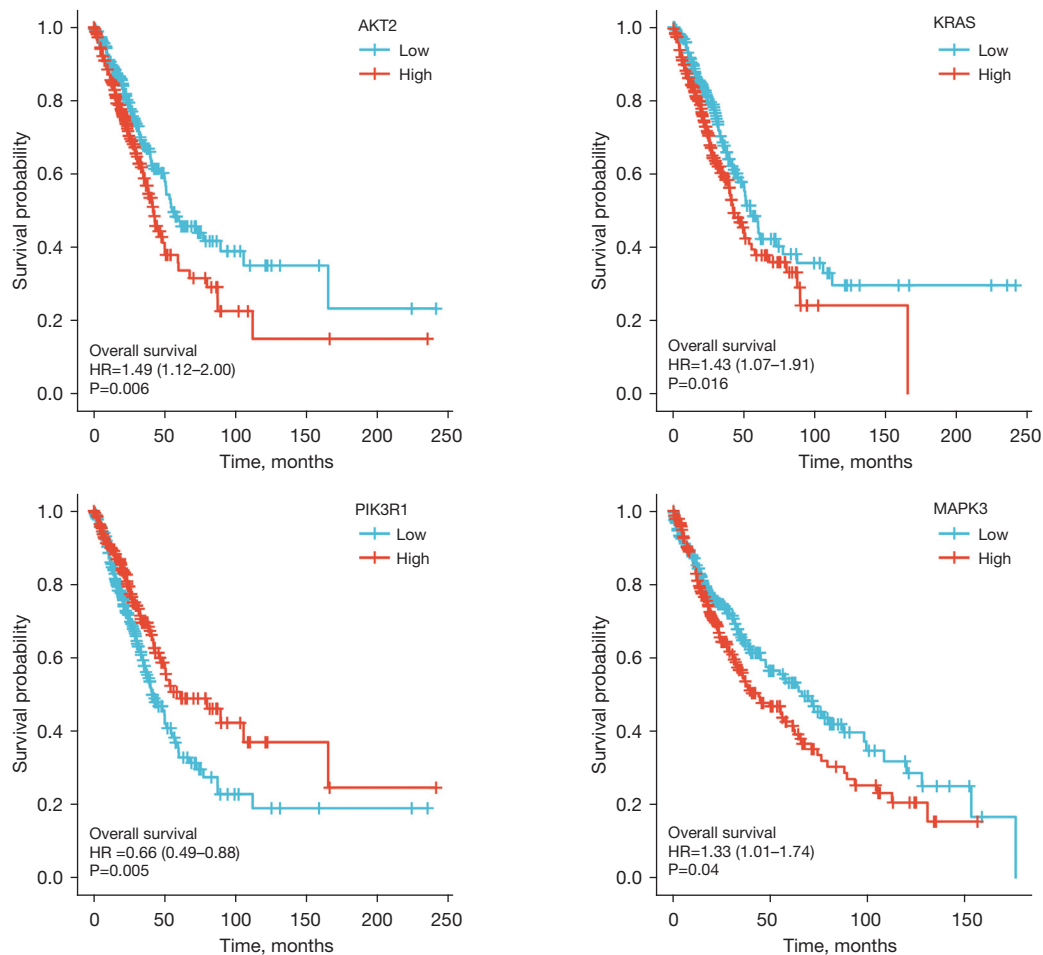 AKT2
Low
High
1.0
0.8
0.6
0.4
0.2
0.0
Survival probability
Overall survival
HR=1.49 (1.12–2.00)
P=0.006
0 50 100 150 200 250
Time, months
KRAS
Low
High
1.0
0.8
0.6
0.4
0.2
0.0
Survival probability
Overall survival
HR=1.43 (1.07–1.91)
P=0.016
0 50 100 150 200 250
Time, months
PIK3R1
Low
High
1.0
0.8
0.6
0.4
0.2
0.0
Survival probability
Overall survival
HR =0.66 (0.49–0.88)
P=0.005
0 50 100 150 200 250
Time, months
MAPK3
Low
High
1.0
0.8
0.6
0.4
0.2
0.0
Survival probability
Overall survival
HR=1.33 (1.01–1.74)
P=0.04
0 50 100 150
Time, months